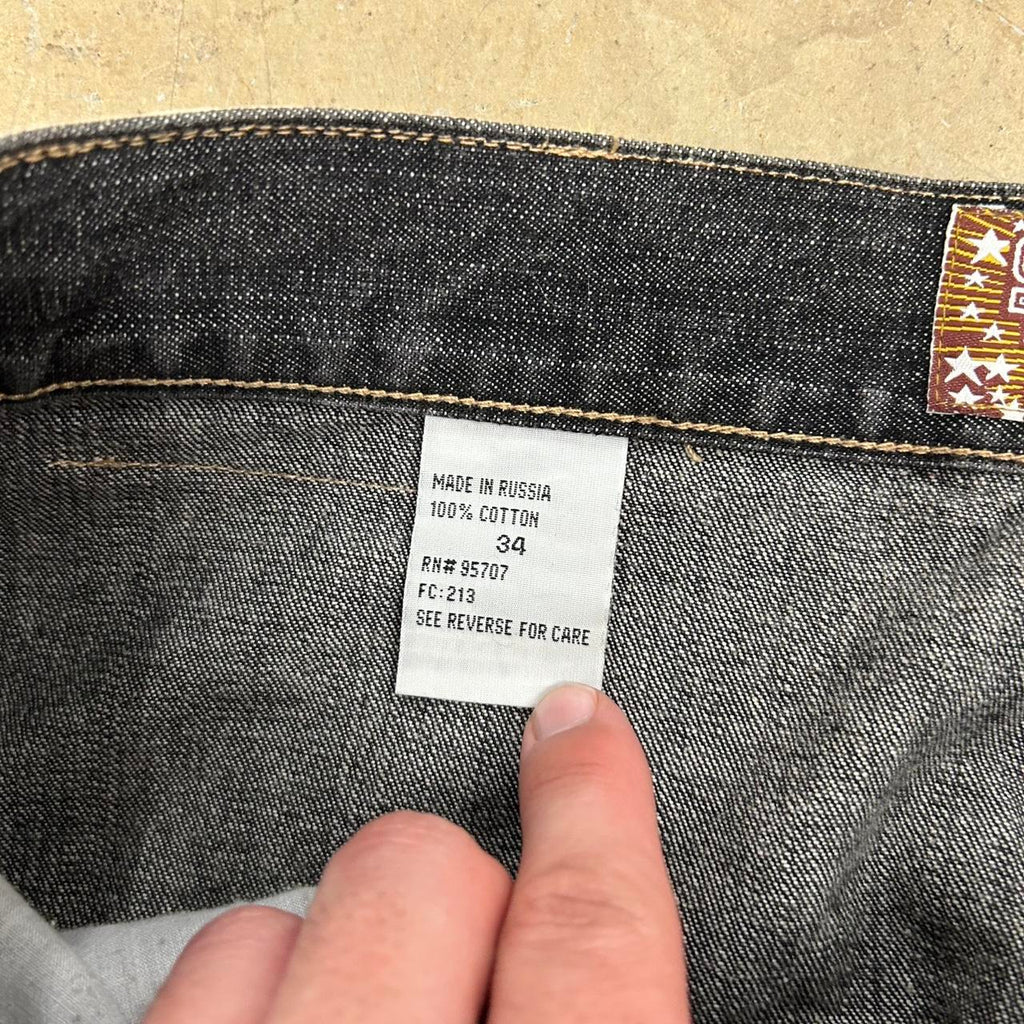 MADE IN RUSSIA
100% COTTON
34
RN# 95707
FC:213
SEE REVERSE FOR CARE